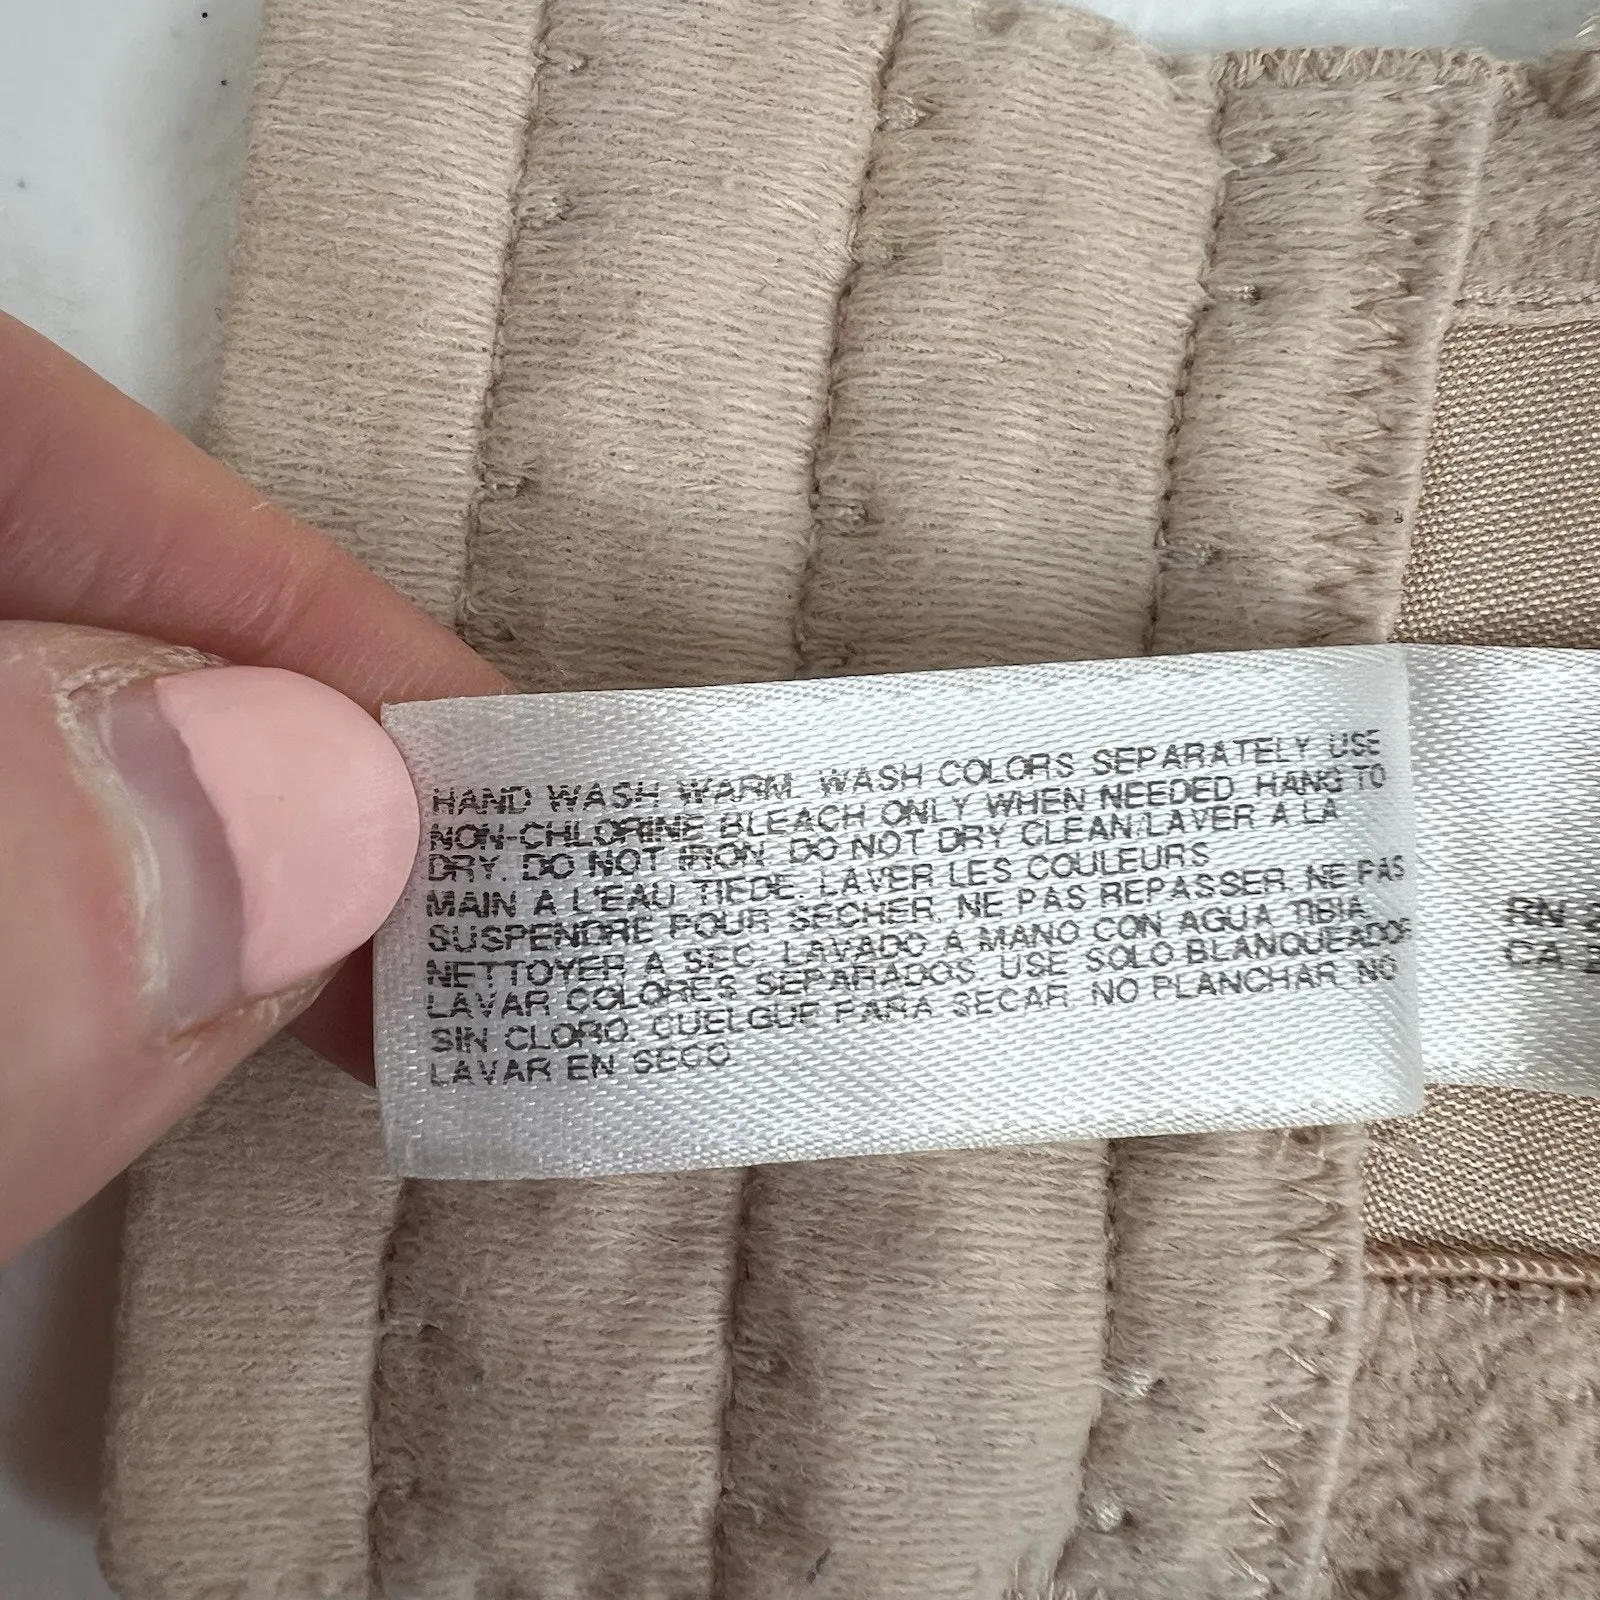 HAND WASH WARM. WASH COLORS SEPARATELY USE
NON-CHLORINE BLEACH ONLY WHEN NEEDED HANG TO
DRY. DO NOT IRON. DO NOT DRY CLEAN/LAVER A LA
MAIN A L'EAU TIEDE. LAVER LES COULEURS
SUSPENDRE POUR SECHER. NE PAS REPASSER. NE PAS
NETTOYER A SEC. LAVADO A MANO CON AGUA TIBIA.
LAVAR COLORES SEPARADOS. USE SOLO BLANQUEADOR
SIN CLORO. CUELGUE PARA SECAR. NO PLANCHAR. NO
LAVAR EN SECO
RN
CA